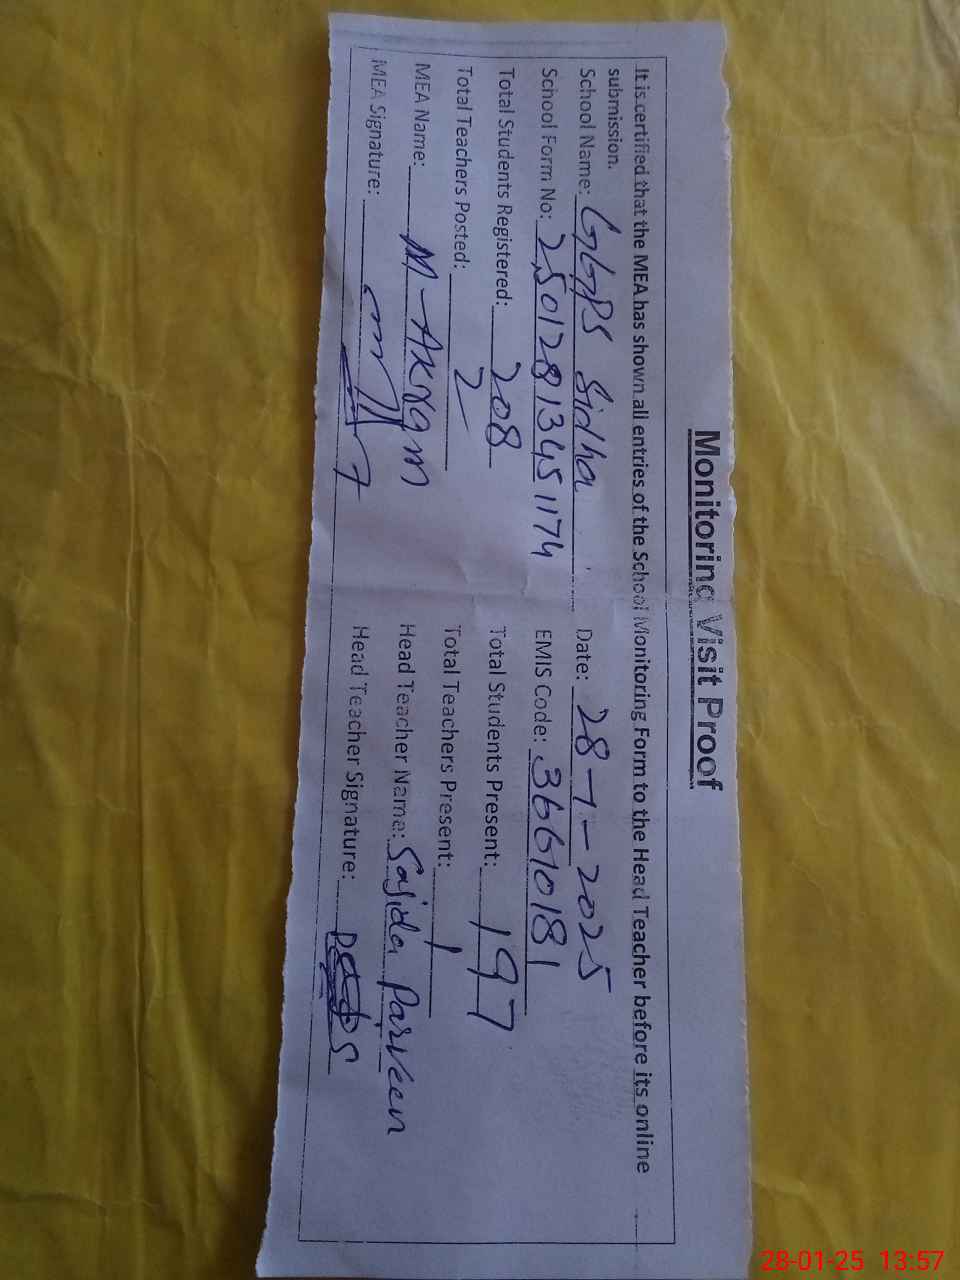 Monitoring Visit Proof
It is certified that the MEA has shown all entries of the School Monitoring Form to the Head Teacher before its online
submission.
School Name: GGPS Sidha Date: 28-1-2025
School Form No: 2501281345 1174 EMIS Code: 36610181
Total Students Registered: 208 Total Students Present: 197
Total Teachers Posted: 2 Total Teachers Present: 1
MEA Name: M-Akram Head Teacher Name: Sajida Parveen
MEA Signature: Head Teacher Signature:
28-01-25 13:57